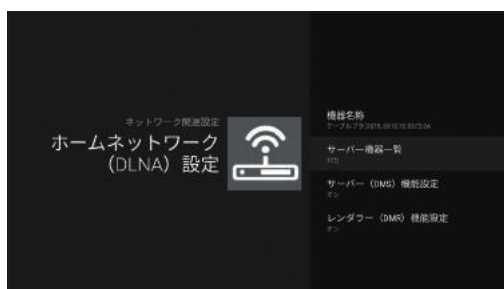 ネットワーク関連設定
ホームネットワーク
(DLNA) 設定
機器名称
サーバー機器一覧
サーバー (DMS) 機能設定
オン
レンダラー (DMR) 機能設定
オン